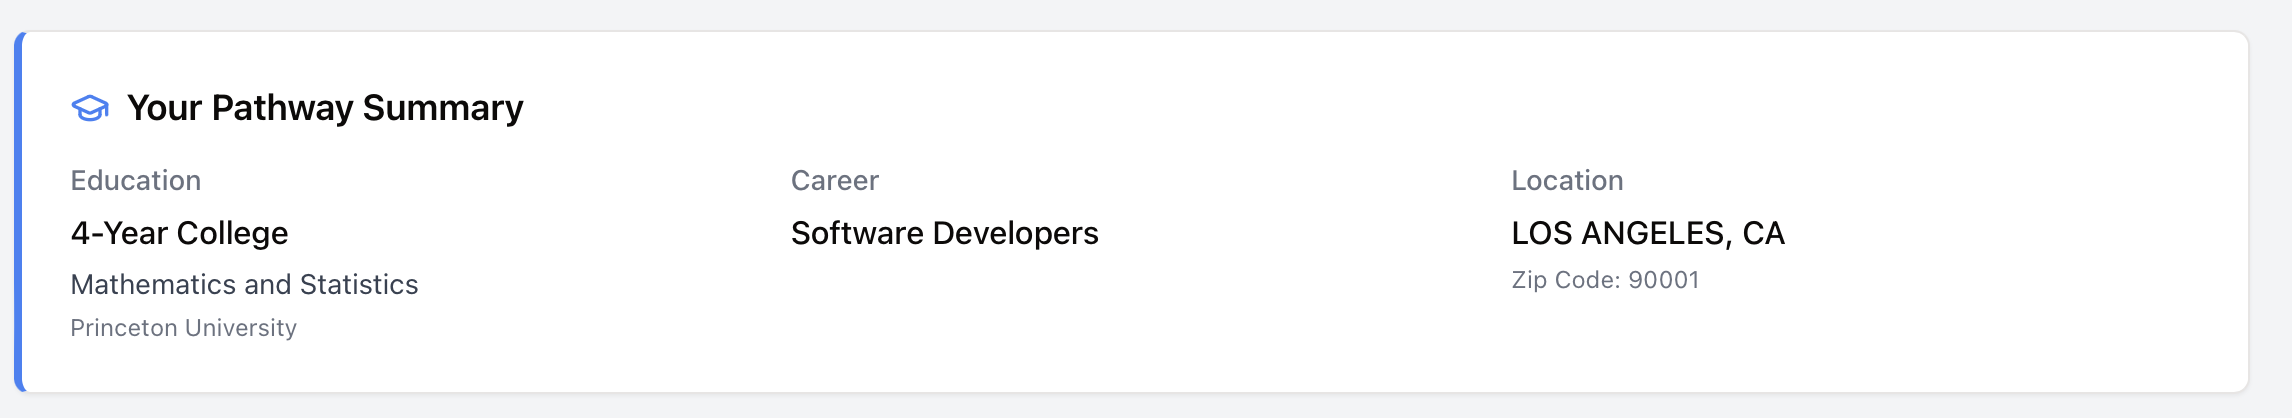 Your Pathway Summary
Education
4-Year College
Mathematics and Statistics
Princeton University
Career
Software Developers
Location
LOS ANGELES, CA
Zip Code: 90001